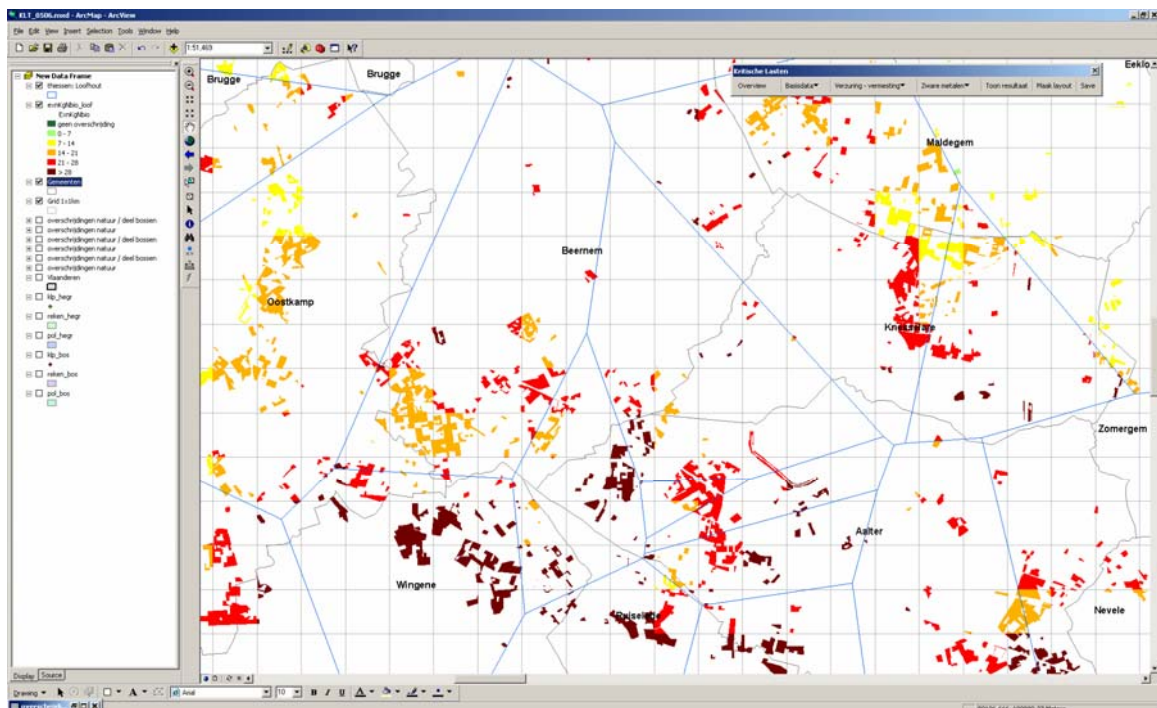 KLT_0506.mxd - ArcMap - ArcView
File Edit View Insert Selection Tools Window Help
1:51,469
New Data Frame
thiessen: Loofhout
exnKgNbio_loof
ExnKgNbio
geen overschrijding
0 - 7
7 - 14
14 - 21
21 - 28
> 28
Gemeenten
Grid 1x1km
overschrijdingen natuur / deel bossen
overschrijdingen natuur
overschrijdingen natuur / deel bossen
overschrijdingen natuur
overschrijdingen natuur / deel bossen
overschrijdingen natuur
Vlaanderen
klp_hegr
reken_hegr
pol_hegr
klp_bos
reken_bos
pol_bos
Display Source
Kritische Lasten
Overview Basisdata Verzuring - vermesting Zware metalen Toon resultaat Maak layout Save
Brugge
Brugge
Eeklo
Maldegem
Beernem
Oostkamp
Knesselare
Zomergem
Aalter
Wingene
Ruiselede
Nevele
Drawing Arial 10 B I U A